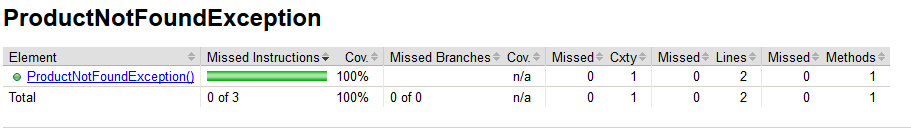 ProductNotFoundException
Element Missed Instructions Cov. Missed Branches Cov. Missed Cxty Missed Lines Missed Methods
ProductNotFoundException() 100% n/a 0 1 0 2 0 1
Total 0 of 3 100% 0 of 0 n/a 0 1 0 2 0 1